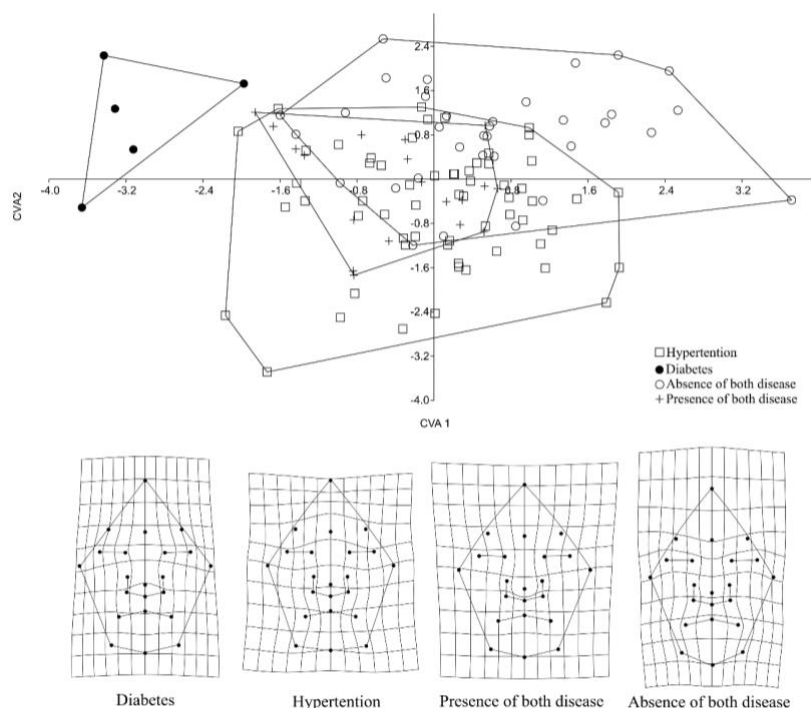 2.4
1.6
0.8
-4.0 -3.2 -2.4 -1.6 -0.8 0.8 1.6 2.4 3.2
CVA2
-0.8
-1.6
-2.4
-3.2
-4.0
CVA 1
Hypertention
Diabetes
Absence of both disease
Presence of both disease
Diabetes Hypertention Presence of both disease Absence of both disease